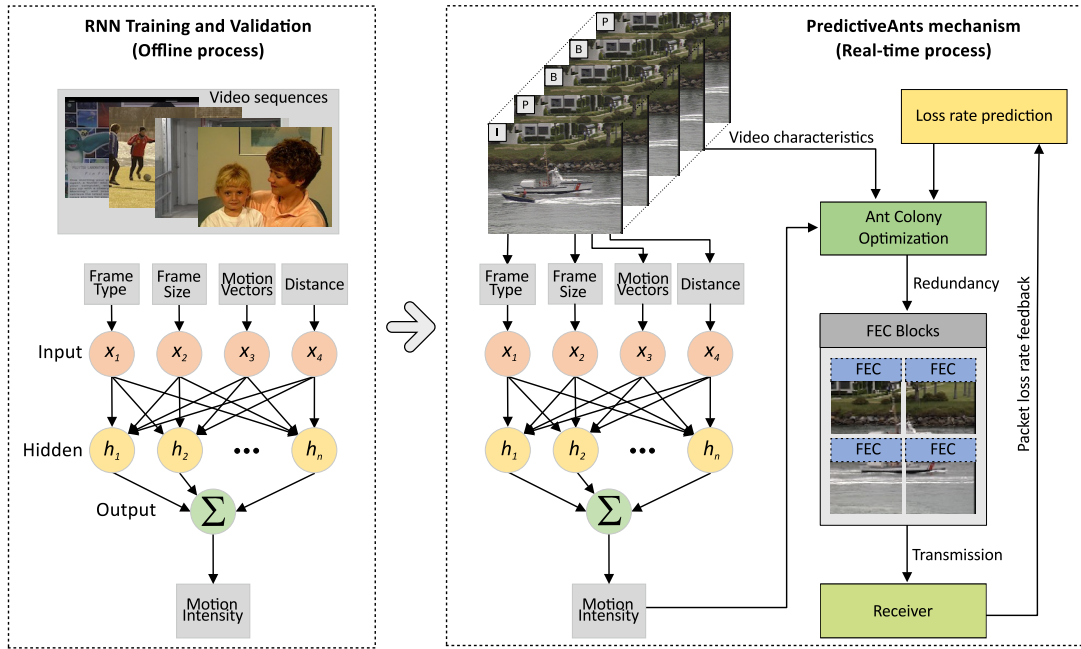 RNN Training and Validation
(Offline process)
Video sequences
Frame
Type
Frame
Size
Motion
Vectors
Distance
Input
x1
x2
x3
x4
Hidden
h1
h2
•••
hn
Output
Σ
Motion
Intensity
PredictiveAnts mechanism
(Real-time process)
P
B
B
P
I
Video characteristics
Loss rate prediction
Ant Colony
Optimization
Redundancy
FEC Blocks
FEC
FEC
FEC
FEC
Transmission
Receiver
Packet loss rate feedback
Frame
Type
Frame
Size
Motion
Vectors
Distance
x1
x2
x3
x4
h1
h2
•••
hn
Σ
Motion
Intensity